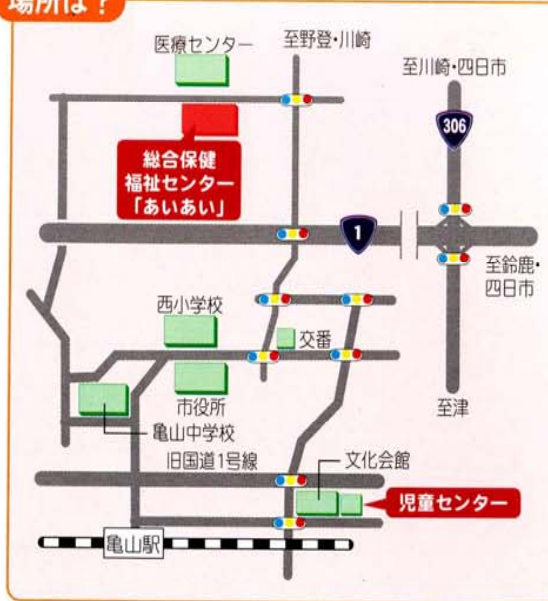 場所は？
医療センター
至野登・川崎
至川崎・四日市
306
総合保健
福祉センター
「あいあい」
1
至鈴鹿・
四日市
西小学校
交番
市役所
至津
亀山中学校
旧国道1号線
文化会館
児童センター
亀山駅